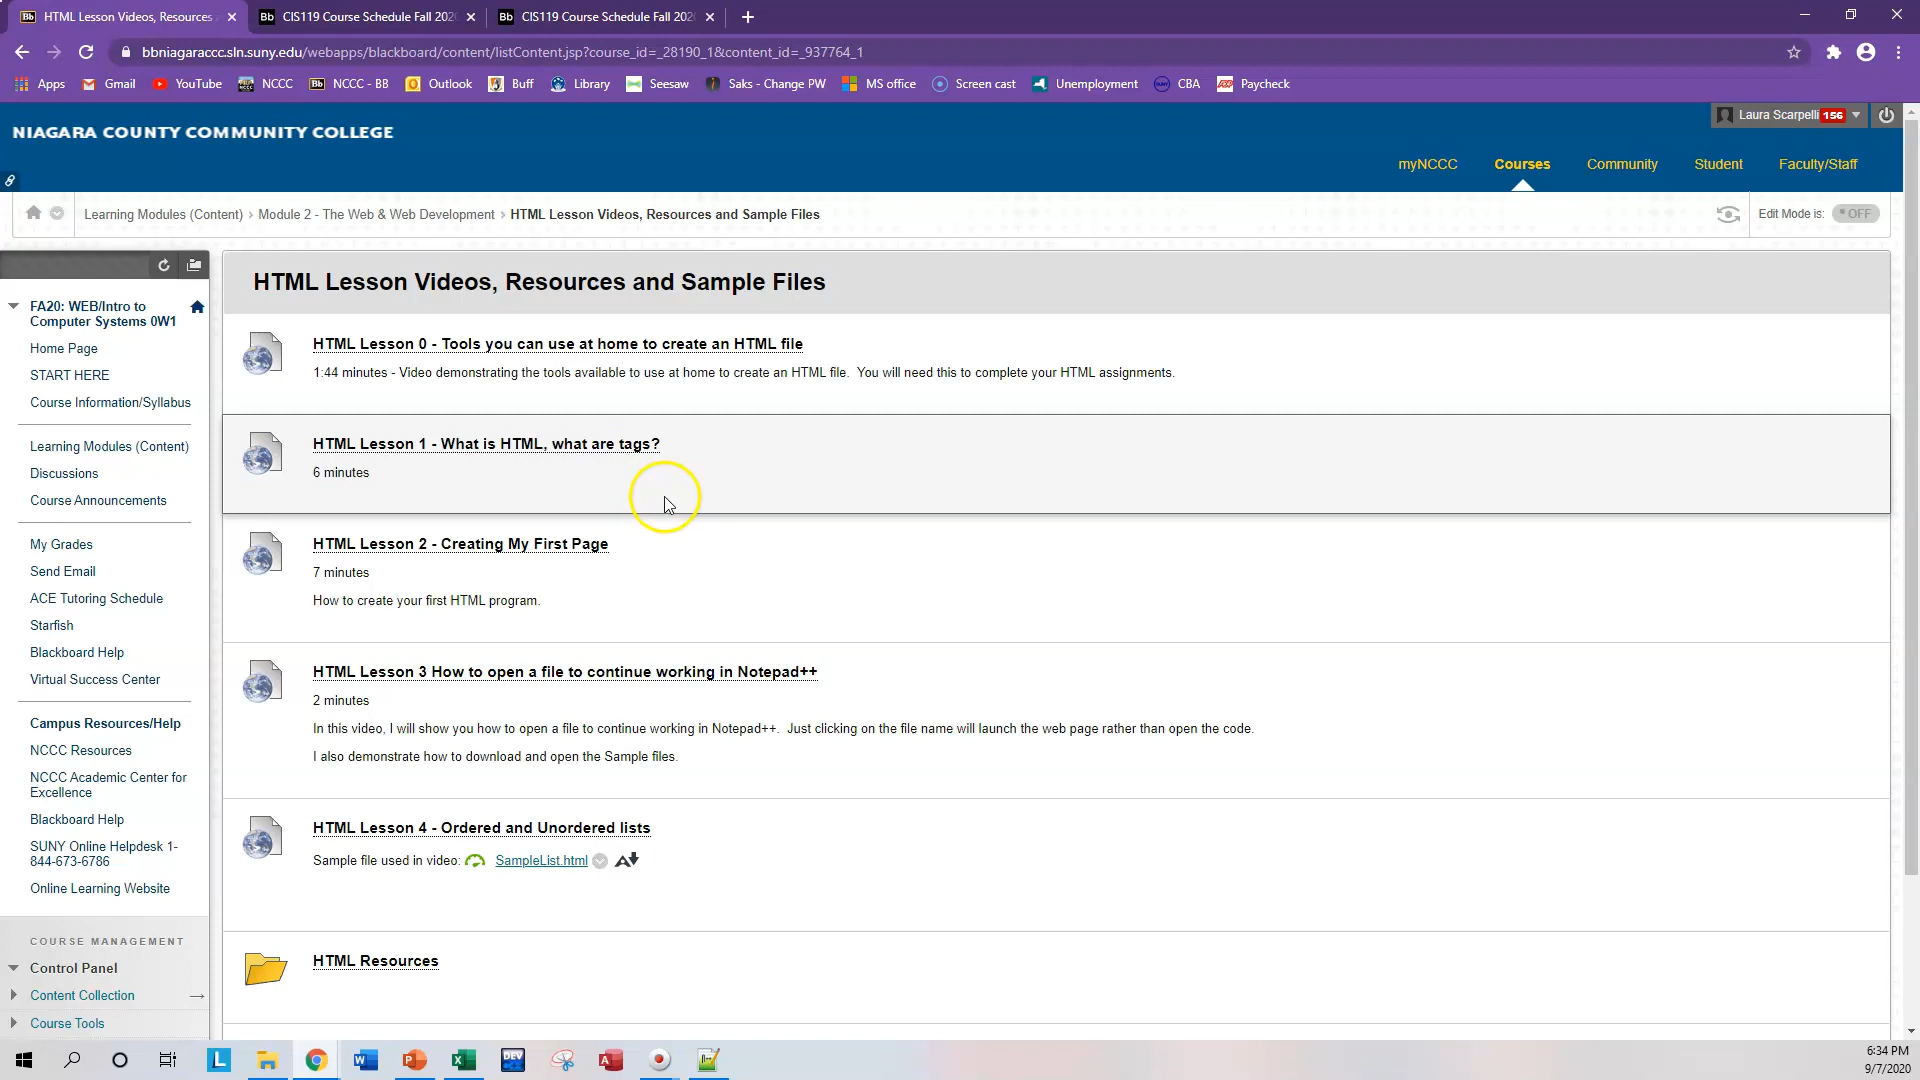 HTML Lesson Videos, Resources
CIS119 Course Schedule Fall 202
CIS119 Course Schedule Fall 202
bbniagaraccc.sln.suny.edu/webapps/blackboard/content/listContent.jsp?course_id=_28190_1&content_id=_937764_1
Apps Gmail YouTube NCCC NCCC - BB Outlook Buff Library Seesaw Saks - Change PW MS office Screen cast Unemployment CBA Paycheck
NIAGARA COUNTY COMMUNITY COLLEGE
Laura Scarpelli 156
myNCCC Courses Community Student Faculty/Staff
Learning Modules (Content) › Module 2 - The Web & Web Development › HTML Lesson Videos, Resources and Sample Files
Edit Mode is: OFF
FA20: WEB/Intro to
Computer Systems 0W1
Home Page
START HERE
Course Information/Syllabus
Learning Modules (Content)
Discussions
Course Announcements
My Grades
Send Email
ACE Tutoring Schedule
Starfish
Blackboard Help
Virtual Success Center
Campus Resources/Help
NCCC Resources
NCCC Academic Center for
Excellence
Blackboard Help
SUNY Online Helpdesk 1-
844-673-6786
Online Learning Website
COURSE MANAGEMENT
Control Panel
Content Collection
Course Tools
HTML Lesson Videos, Resources and Sample Files
HTML Lesson 0 - Tools you can use at home to create an HTML file
1:44 minutes - Video demonstrating the tools available to use at home to create an HTML file. You will need this to complete your HTML assignments.
HTML Lesson 1 - What is HTML, what are tags?
6 minutes
HTML Lesson 2 - Creating My First Page
7 minutes
How to create your first HTML program.
HTML Lesson 3 How to open a file to continue working in Notepad++
2 minutes
In this video, I will show you how to open a file to continue working in Notepad++. Just clicking on the file name will launch the web page rather than open the code.
I also demonstrate how to download and open the Sample files.
HTML Lesson 4 - Ordered and Unordered lists
Sample file used in video: SampleList.html
HTML Resources
6:34 PM
9/7/2020